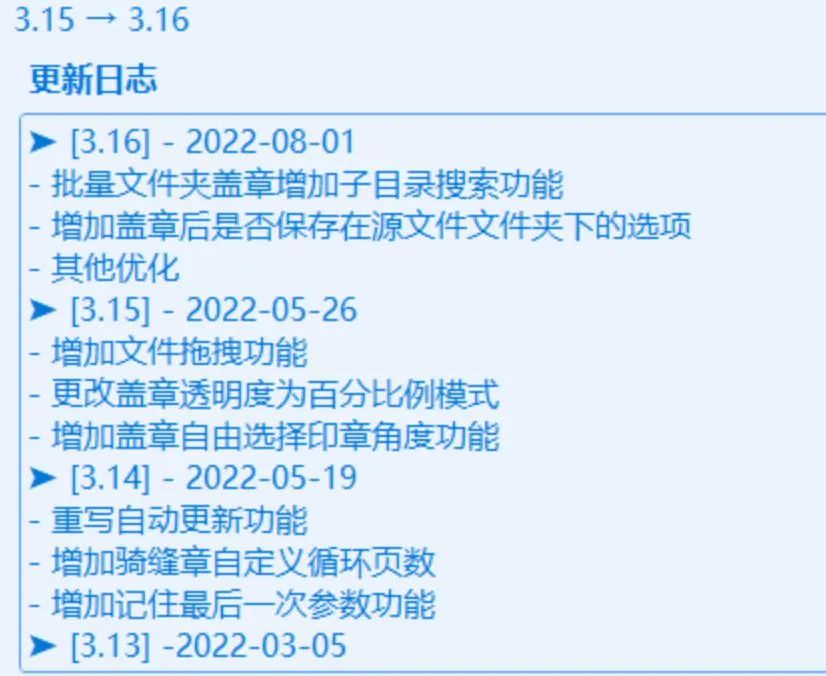 3.15 → 3.16
更新日志
➤ [3.16] - 2022-08-01
- 批量文件夹盖章增加子目录搜索功能
- 增加盖章后是否保存在源文件文件夹下的选项
- 其他优化
➤ [3.15] - 2022-05-26
- 增加文件拖拽功能
- 更改盖章透明度为百分比例模式
- 增加盖章自由选择印章角度功能
➤ [3.14] - 2022-05-19
- 重写自动更新功能
- 增加骑缝章自定义循环页数
- 增加记住最后一次参数功能
➤ [3.13] -2022-03-05